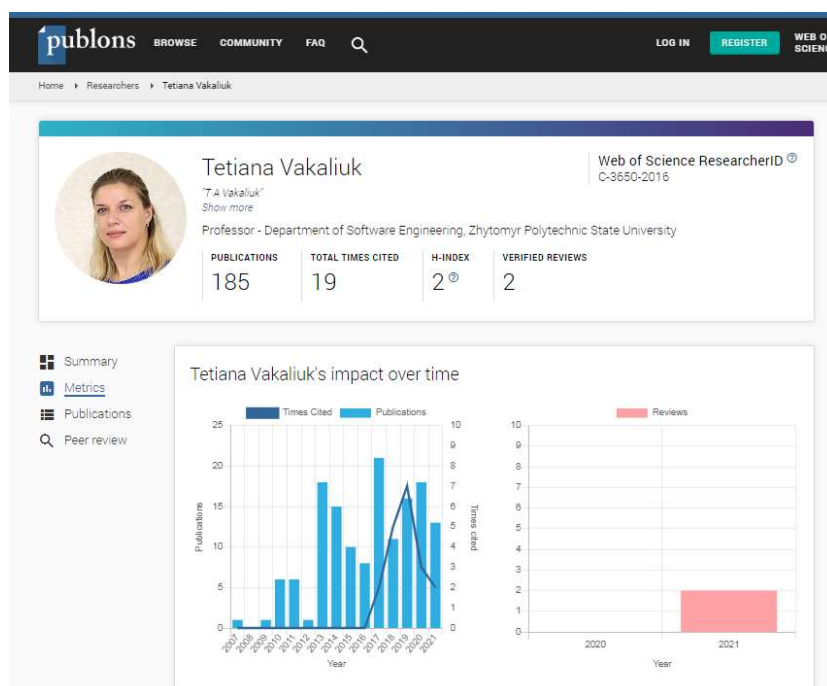 publons BROWSE COMMUNITY FAQ LOG IN REGISTER WEB O
SCIEN
Home Researchers Tetiana Vakaliuk
Tetiana Vakaliuk
"T A Vakaliuk"
Show more
Professor - Department of Software Engineering, Zhytomyr Polytechnic State University
Web of Science ResearcherID ?
C-3650-2016
PUBLICATIONS TOTAL TIMES CITED H-INDEX VERIFIED REVIEWS
185 19 2 ? 2
Summary
Metrics
Publications
Peer review
Tetiana Vakaliuk's impact over time
Times Cited Publications
25
20
15
10
5
0
Publications
10
9
8
7
6
5
4
3
2
1
0
Times cited
2007 2008 2009 2010 2011 2012 2013 2014 2015 2016 2017 2018 2019 2020 2021
Year
Reviews
10
9
8
7
6
5
4
3
2
1
0
2020 2021
Year